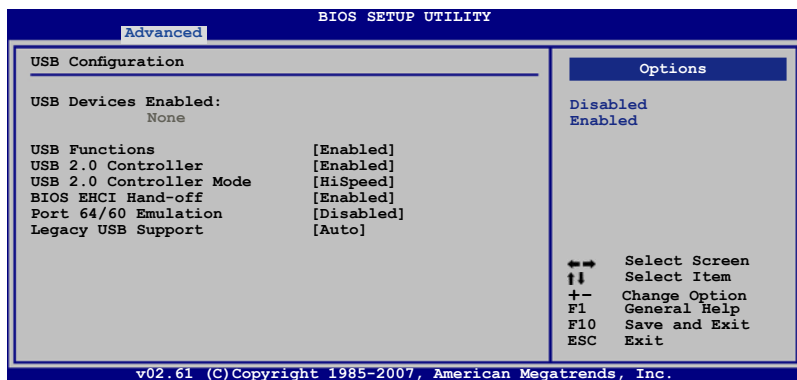 BIOS SETUP UTILITY
Advanced
USB Configuration
USB Devices Enabled:
None
USB Functions [Enabled]
USB 2.0 Controller [Enabled]
USB 2.0 Controller Mode [HiSpeed]
BIOS EHCI Hand-off [Enabled]
Port 64/60 Emulation [Disabled]
Legacy USB Support [Auto]
Options
Disabled
Enabled
←→ Select Screen
↑↓ Select Item
+- Change Option
F1 General Help
F10 Save and Exit
ESC Exit
v02.61 (C)Copyright 1985-2007, American Megatrends, Inc.